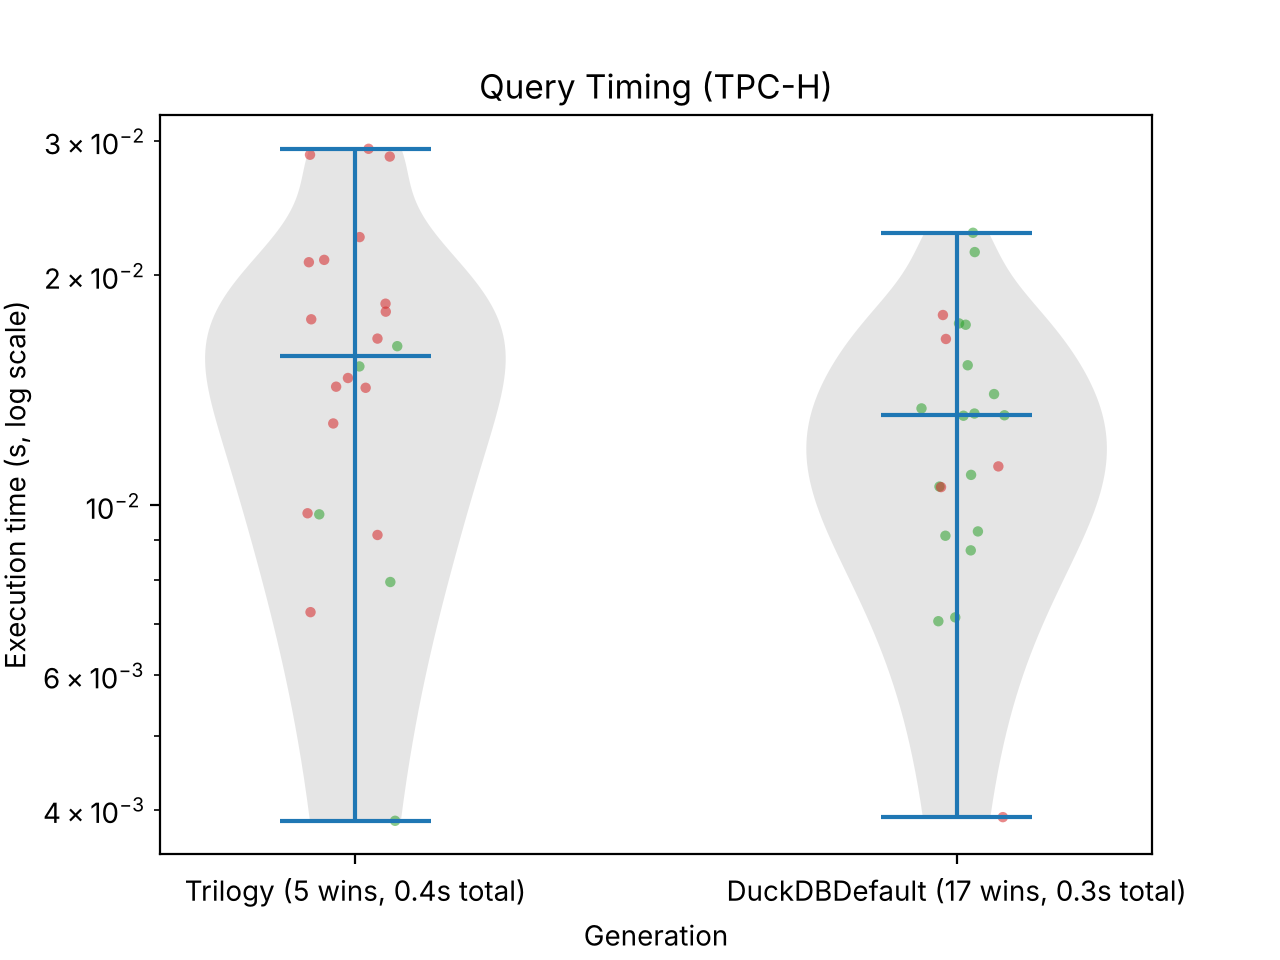 Query Timing (TPC-H)
Execution time (s, log scale)
3 × 10⁻²
2 × 10⁻²
10⁻²
6 × 10⁻³
4 × 10⁻³
Trilogy (5 wins, 0.4s total)
DuckDBDefault (17 wins, 0.3s total)
Generation